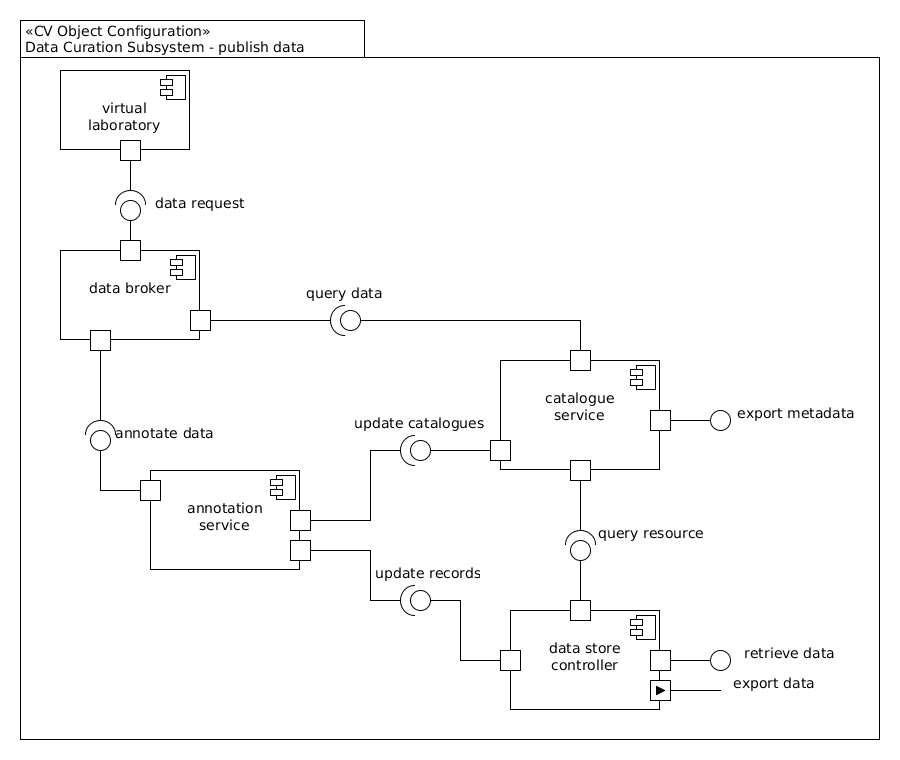 «CV Object Configuration»
Data Curation Subsystem - publish data
virtual
laboratory
data request
data broker
query data
catalogue
service
export metadata
update catalogues
annotate data
annotation
service
query resource
update records
data store
controller
retrieve data
export data